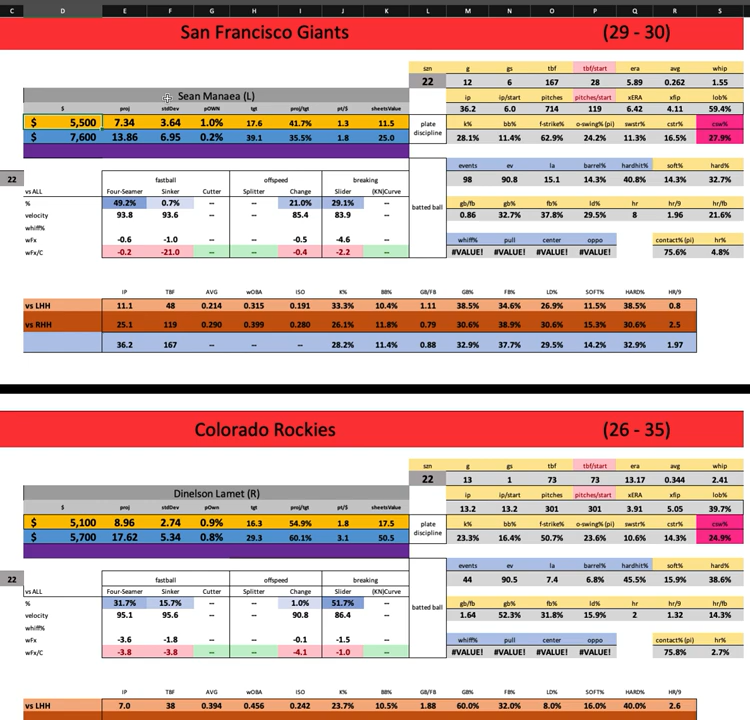 C D E F G H I J K L M N O P Q R S
San Francisco Giants (29 - 30)
szn g gs tbf tbf/start era avg whip
22 12 6 167 28 5.89 0.262 1.55
Sean Manaea (L)
ip ip/start pitches pitches/start xERA xfip lob%
$ proj stdDev pOWN tgt proj/tgt pt/$ sheetsValue
36.2 6.0 714 119 6.42 4.11 59.4%
$ 5,500 7.34 3.64 1.0% 17.6 41.7% 1.3 11.5
plate discipline k% bb% f-strike% o-swing% (pi) swstr% cstr% csw%
$ 7,600 13.86 6.95 0.2% 39.1 35.5% 1.8 25.0
28.1% 11.4% 62.9% 24.2% 11.3% 16.5% 27.9%
events ev la barrel% hardhit% soft% hard%
22 fastball offspeed breaking
98 90.8 15.1 14.3% 40.8% 14.3% 32.7%
vs ALL Four-Seamer Sinker Cutter Splitter Change Slider (KN)Curve
% 49.2% 0.7% -- -- 21.0% 29.1% --
batted ball gb/fb gb% fb% ld% hr hr/9 hr/fb
velocity 93.8 93.6 -- -- 85.4 83.9 --
0.86 32.7% 37.8% 29.5% 8 1.96 21.6%
whiff%
wFx -0.6 -1.0 -- -- -0.5 -4.6 --
whiff% pull center oppo contact% (pi) hr%
wFx/C -0.2 -21.0 -- -- -0.4 -2.2 --
#VALUE! #VALUE! #VALUE! #VALUE! 75.6% 4.8%
IP TBF AVG wOBA ISO K% BB% GB/FB GB% FB% LD% SOFT% HARD% HR/9
vs LHH 11.1 48 0.214 0.315 0.191 33.3% 10.4% 1.11 38.5% 34.6% 26.9% 11.5% 38.5% 0.8
vs RHH 25.1 119 0.290 0.399 0.280 26.1% 11.8% 0.79 30.6% 38.9% 30.6% 15.3% 30.6% 2.5
36.2 167 -- -- -- 28.2% 11.4% 0.88 32.9% 37.7% 29.5% 14.2% 32.9% 1.97
Colorado Rockies (26 - 35)
szn g gs tbf tbf/start era avg whip
22 13 1 73 73 13.17 0.344 2.41
Dinelson Lamet (R)
ip ip/start pitches pitches/start xERA xfip lob%
$ proj stdDev pOwn tgt proj/tgt pt/$ sheetsValue
13.2 13.2 301 301 3.91 5.05 39.7%
$ 5,100 8.96 2.74 0.9% 16.3 54.9% 1.8 17.5
plate discipline k% bb% f-strike% o-swing% (pi) swstr% cstr% csw%
$ 5,700 17.62 5.34 0.8% 29.3 60.1% 3.1 50.5
23.3% 16.4% 50.7% 23.6% 10.6% 14.3% 24.9%
events ev la barrel% hardhit% soft% hard%
22 fastball offspeed breaking
44 90.5 7.4 6.8% 45.5% 15.9% 38.6%
vs ALL Four-Seamer Sinker Cutter Splitter Change Slider (KN)Curve
% 31.7% 15.7% -- -- 1.0% 51.7% --
batted ball gb/fb gb% fb% ld% hr hr/9 hr/fb
velocity 95.1 95.6 -- -- 90.8 86.4 --
1.64 52.3% 31.8% 15.9% 2 1.32 14.3%
whiff%
wFx -3.6 -1.8 -- -- -0.1 -1.5 --
whiff% pull center oppo contact% (pi) hr%
wFx/C -3.8 -3.8 -- -- -4.1 -1.0 --
#VALUE! #VALUE! #VALUE! #VALUE! 75.8% 2.7%
IP TBF AVG wOBA ISO K% BB% GB/FB GB% FB% LD% SOFT% HARD% HR/9
vs LHH 7.0 38 0.394 0.456 0.242 23.7% 10.5% 1.88 60.0% 32.0% 8.0% 16.0% 40.0% 2.6